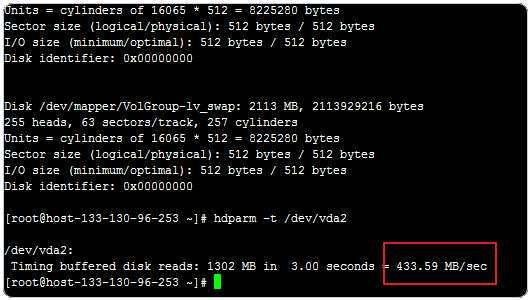 Units = cylinders of 16065 * 512 = 8225280 bytes
Sector size (logical/physical): 512 bytes / 512 bytes
I/O size (minimum/optimal): 512 bytes / 512 bytes
Disk identifier: 0x00000000
Disk /dev/mapper/VolGroup-lv_swap: 2113 MB, 2113929216 bytes
255 heads, 63 sectors/track, 257 cylinders
Units = cylinders of 16065 * 512 = 8225280 bytes
Sector size (logical/physical): 512 bytes / 512 bytes
I/O size (minimum/optimal): 512 bytes / 512 bytes
Disk identifier: 0x00000000
[root@host-133-130-96-253 ~]# hdparm -t /dev/vda2
/dev/vda2:
Timing buffered disk reads: 1302 MB in  3.00 seconds = 433.59 MB/sec
[root@host-133-130-96-253 ~]#